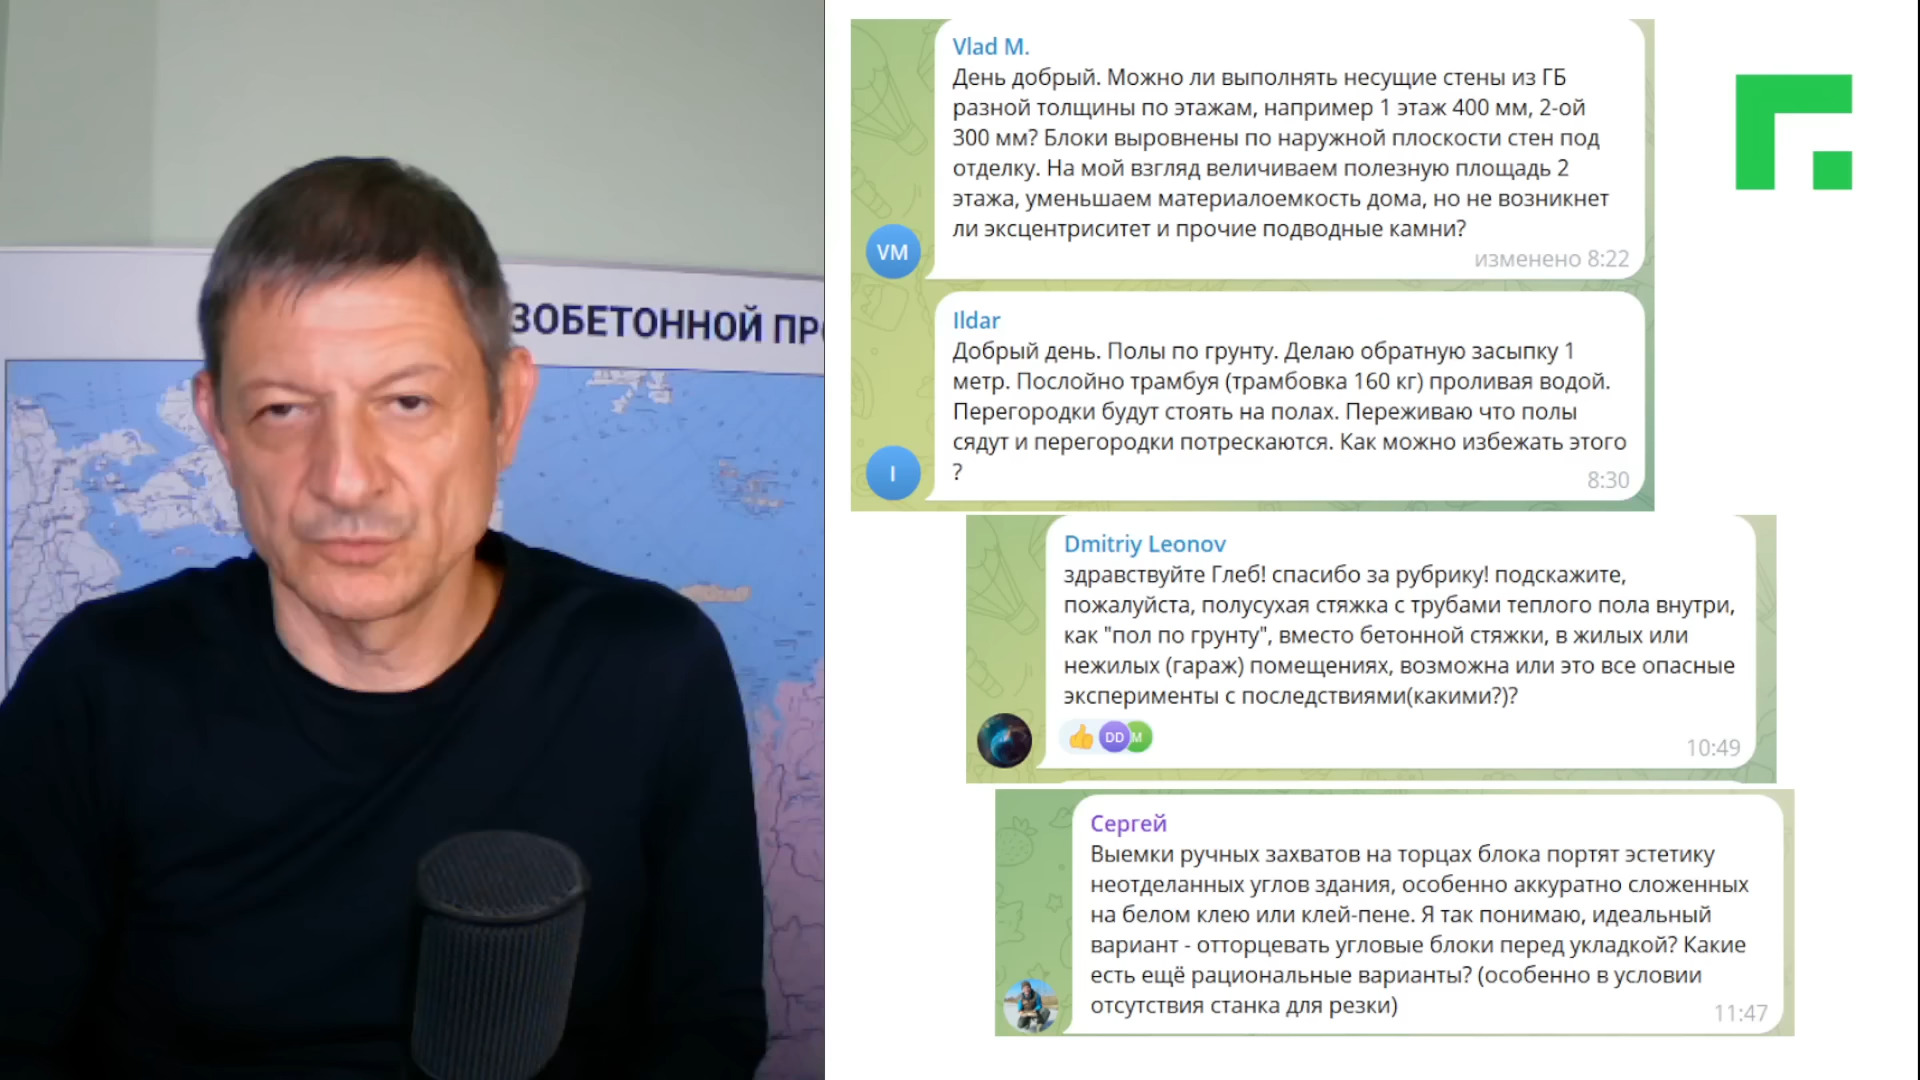 ЗОБЕТОННОЙ ПР
Vlad M.
День добрый. Можно ли выполнять несущие стены из ГБ
разной толщины по этажам, например 1 этаж 400 мм, 2-ой
300 мм? Блоки выровнены по наружной плоскости стен под
отделку. На мой взгляд величиваем полезную площадь 2
этажа, уменьшаем материалоемкость дома, но не возникнет
ли эксцентриситет и прочие подводные камни?
VM
изменено 8:22
Ildar
Добрый день. Полы по грунту. Делаю обратную засыпку 1
метр. Послойно трамбуя (трамбовка 160 кг) проливая водой.
Перегородки будут стоять на полах. Переживаю что полы
сядут и перегородки потрескаются. Как можно избежать этого
?
I
8:30
Dmitriy Leonov
здравствуйте Глеб! спасибо за рубрику! подскажите,
пожалуйста, полусухая стяжка с трубами теплого пола внутри,
как "пол по грунту", вместо бетонной стяжки, в жилых или
нежилых (гараж) помещениях, возможна или это все опасные
эксперименты с последствиями(какими?)?
DD M
10:49
Сергей
Выемки ручных захватов на торцах блока портят эстетику
неотделанных углов здания, особенно аккуратно сложенных
на белом клею или клей-пене. Я так понимаю, идеальный
вариант - отторцевать угловые блоки перед укладкой? Какие
есть ещё рациональные варианты? (особенно в условии
отсутствия станка для резки)
11:47